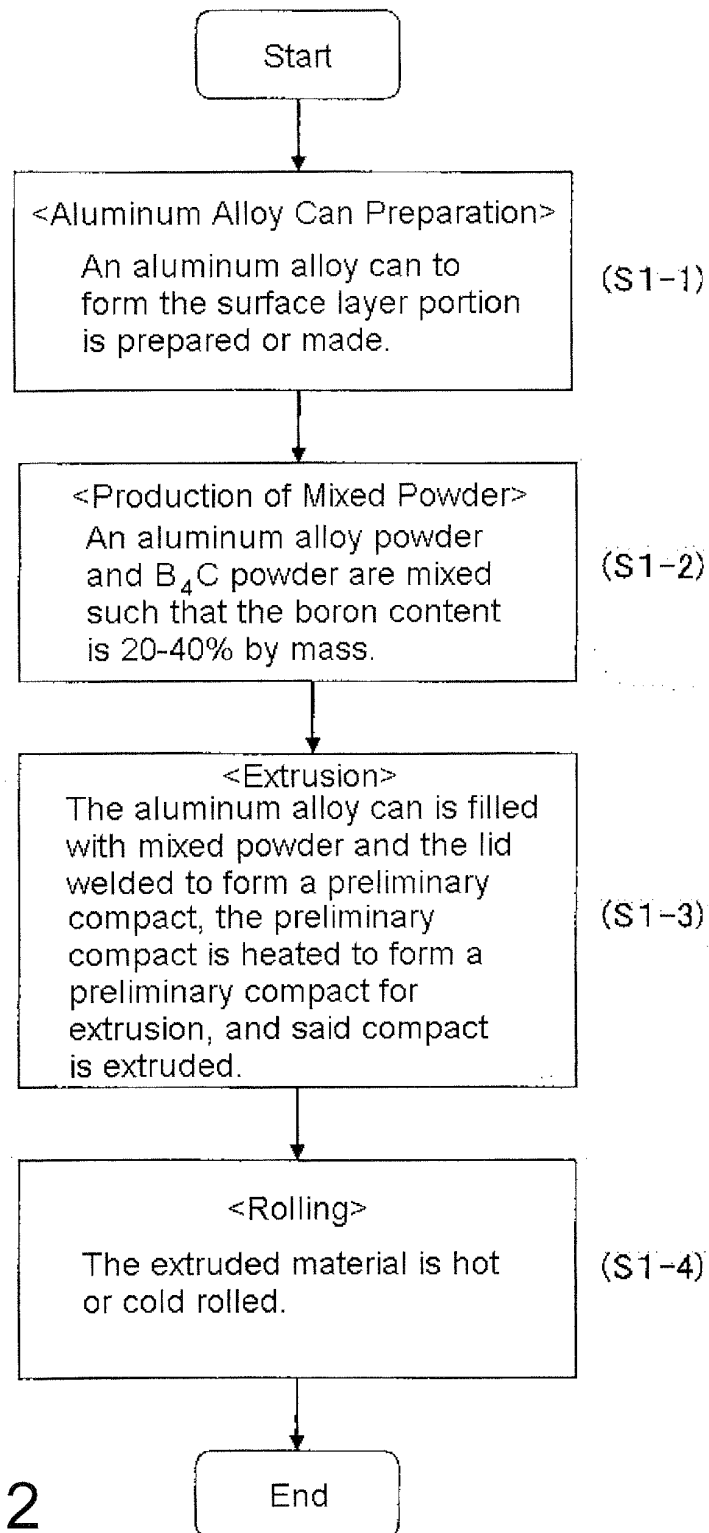 Start
<Aluminum Alloy Can Preparation>
An aluminum alloy can to
form the surface layer portion
is prepared or made.
(S1-1)
<Production of Mixed Powder>
An aluminum alloy powder
and B₄C powder are mixed
such that the boron content
is 20-40% by mass.
(S1-2)
<Extrusion>
The aluminum alloy can is filled
with mixed powder and the lid
welded to form a preliminary
compact, the preliminary
compact is heated to form a
preliminary compact for
extrusion, and said compact
is extruded.
(S1-3)
<Rolling>
The extruded material is hot
or cold rolled.
(S1-4)
End
2